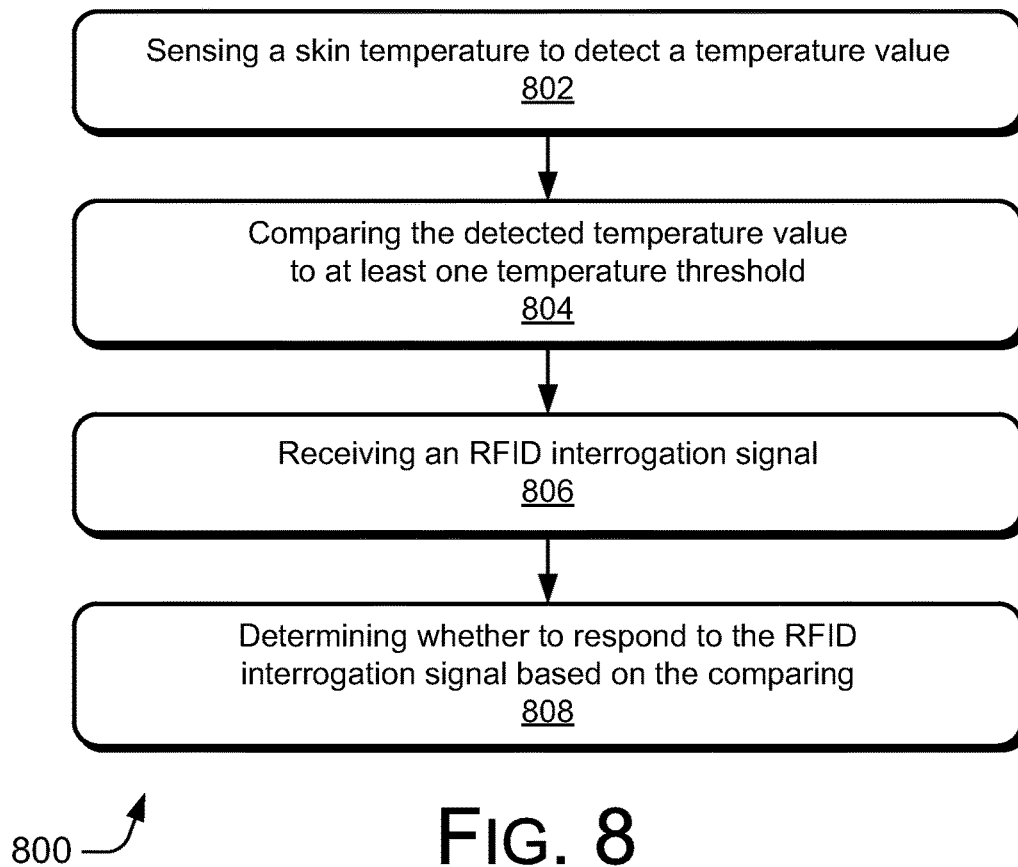 Sensing a skin temperature to detect a temperature value
802
Comparing the detected temperature value
to at least one temperature threshold
804
Receiving an RFID interrogation signal
806
Determining whether to respond to the RFID
interrogation signal based on the comparing
808
800
FIG. 8